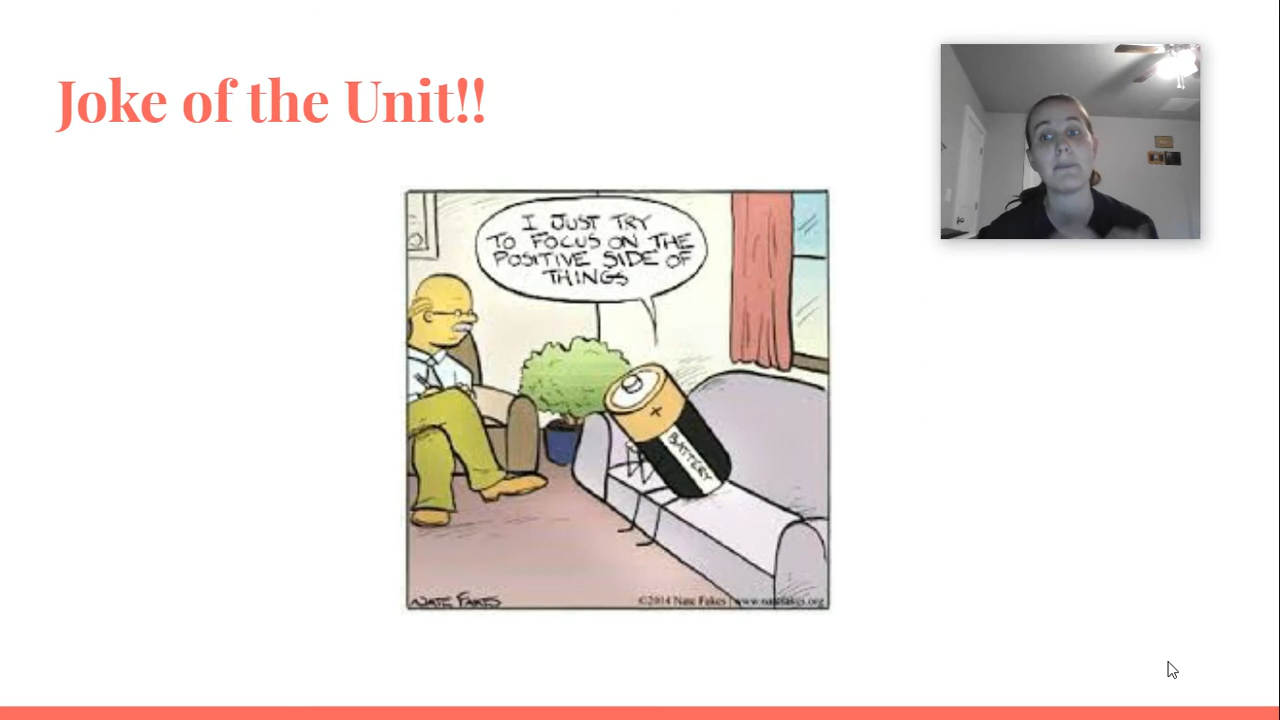 Joke of the Unit!!
I JUST TRY
TO FOCUS ON THE
POSITIVE SIDE OF
THINGS
+
BATTERY
NATE FAKES
©2014 Nate Fakes | www.natefakes.org